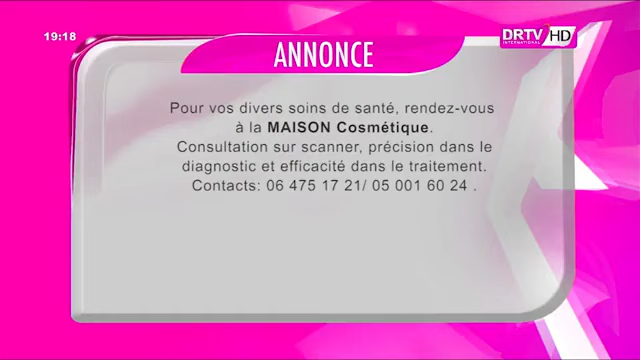 19:18
DRTV HD
INTERNATIONAL
ANNONCE
Pour vos divers soins de santé, rendez-vous
à la MAISON Cosmétique.
Consultation sur scanner, précision dans le
diagnostic et efficacité dans le traitement.
Contacts: 06 475 17 21/ 05 001 60 24 .